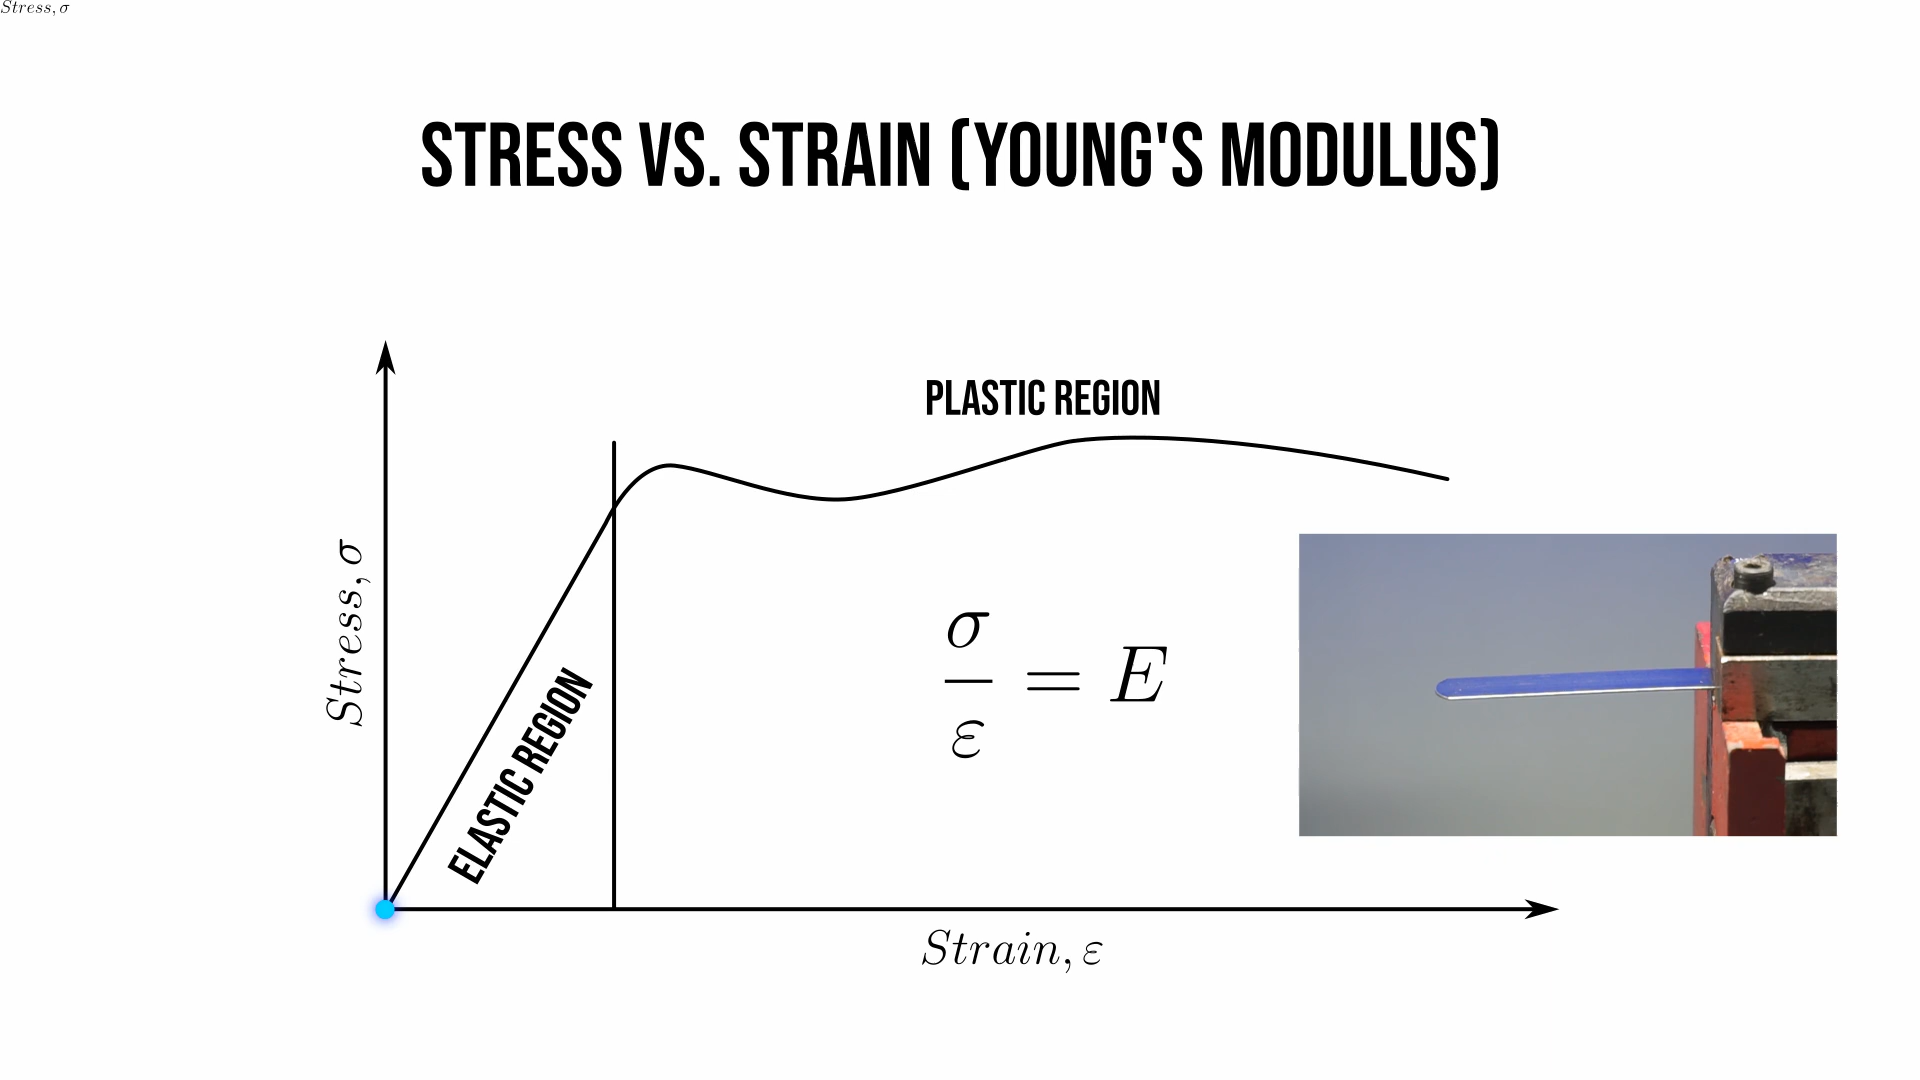 Stress, σ
STRESS VS. STRAIN (YOUNG'S MODULUS)
PLASTIC REGION
Stress, σ
ELASTIC REGION
σ
ε
= E
Strain, ε